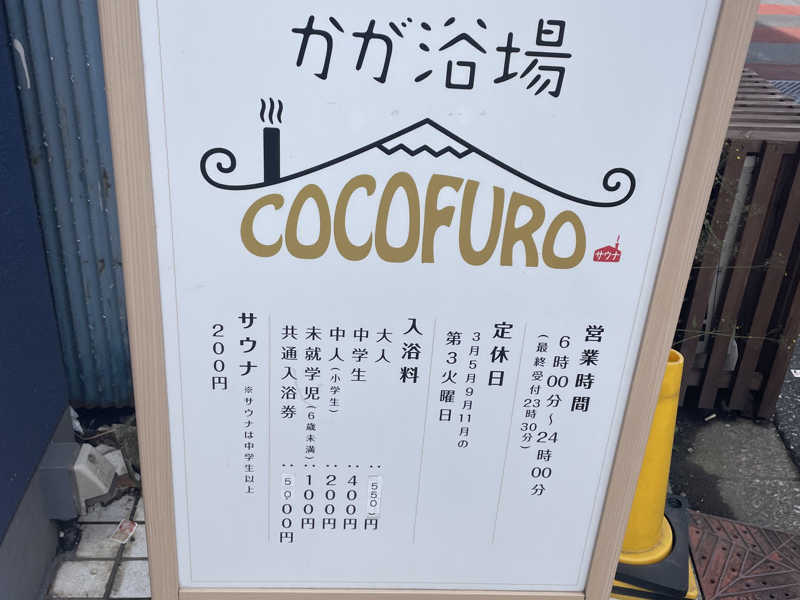 かが浴場
COCOFURO
サウナ
営業時間
6時00分～24時00分
(最終受付23時30分)
定休日
3月5月9月11月の
第3火曜日
入浴料
大人‥550円
中学生‥400円
中人(小学生)‥200円
未就学児(6歳未満)‥100円
共通入浴券‥5,000円
サウナ ※サウナは中学生以上
200円